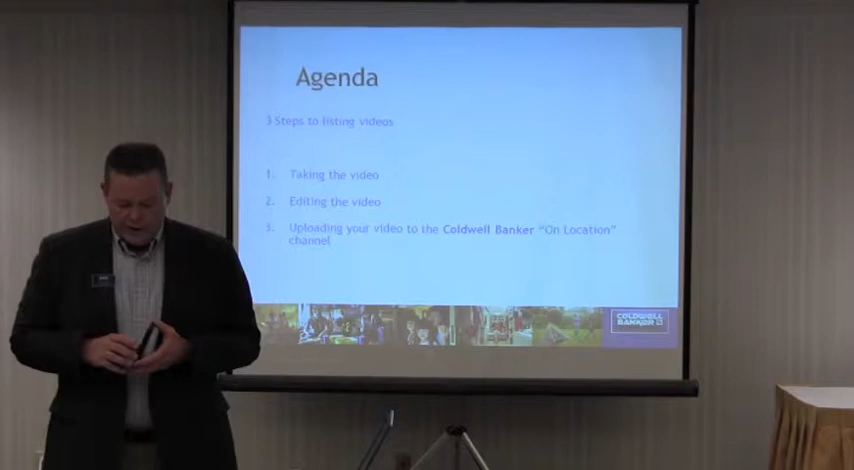 Agenda
3 Steps to listing videos
1. Taking the video
2. Editing the video
3. Uploading your video to the Coldwell Banker “On Location”
channel
COLDWELL
BANKER